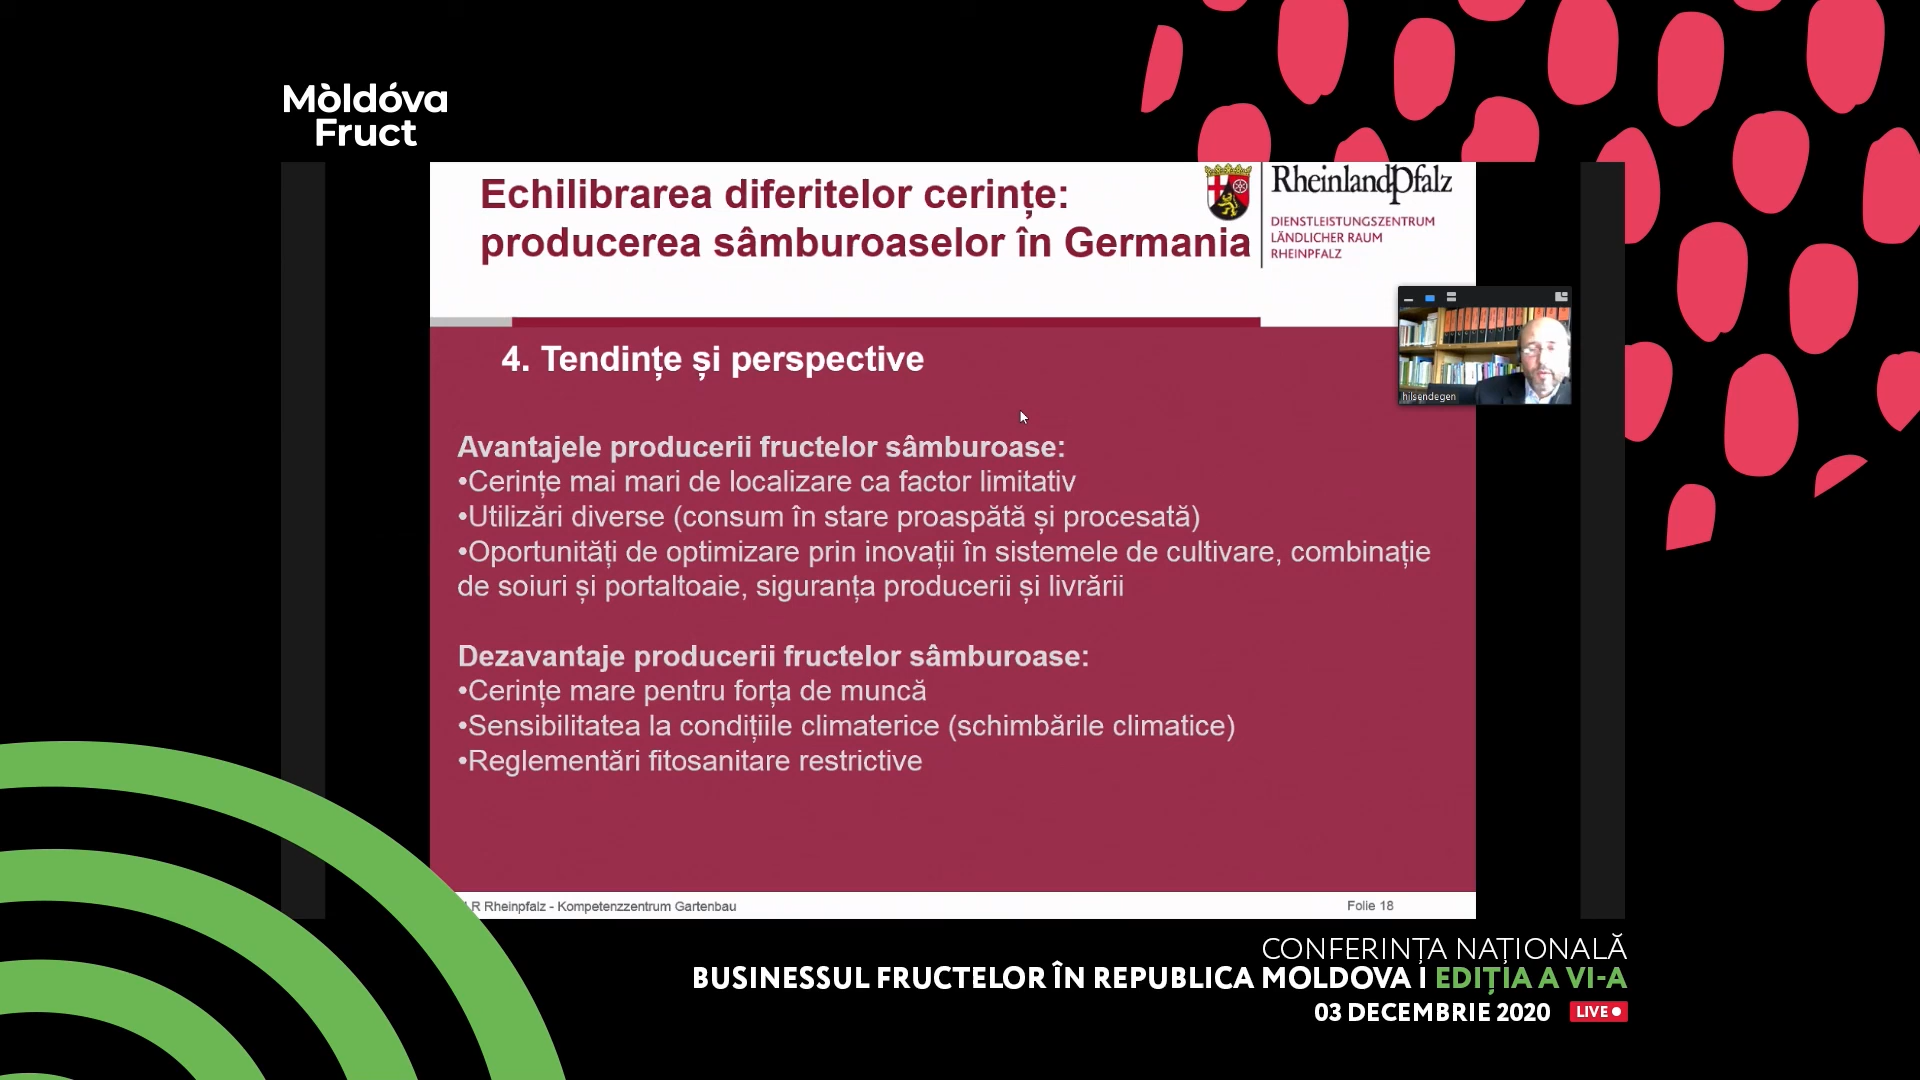 Mòldóva
Fruct
Echilibrarea diferitelor cerințe:
producerea sâmburoaselor în Germania
RheinlandPfalz
DIENSTLEISTUNGSZENTRUM
LÄNDLICHER RAUM
RHEINPFALZ
hilsendegen
4. Tendințe și perspective
Avantajele producerii fructelor sâmburoase:
•Cerințe mai mari de localizare ca factor limitativ
•Utilizări diverse (consum în stare proaspătă și procesată)
•Oportunități de optimizare prin inovații în sistemele de cultivare, combinație
de soiuri și portaltoaie, siguranța producerii și livrării
Dezavantaje producerii fructelor sâmburoase:
•Cerințe mare pentru forța de muncă
•Sensibilitatea la condițiile climaterice (schimbările climatice)
•Reglementări fitosanitare restrictive
LR Rheinpfalz - Kompetenzzentrum Gartenbau
Folie 18
CONFERINȚA NAȚIONALĂ
BUSINESSUL FRUCTELOR ÎN REPUBLICA MOLDOVA I EDIȚIA A VI-A
03 DECEMBRIE 2020 LIVE